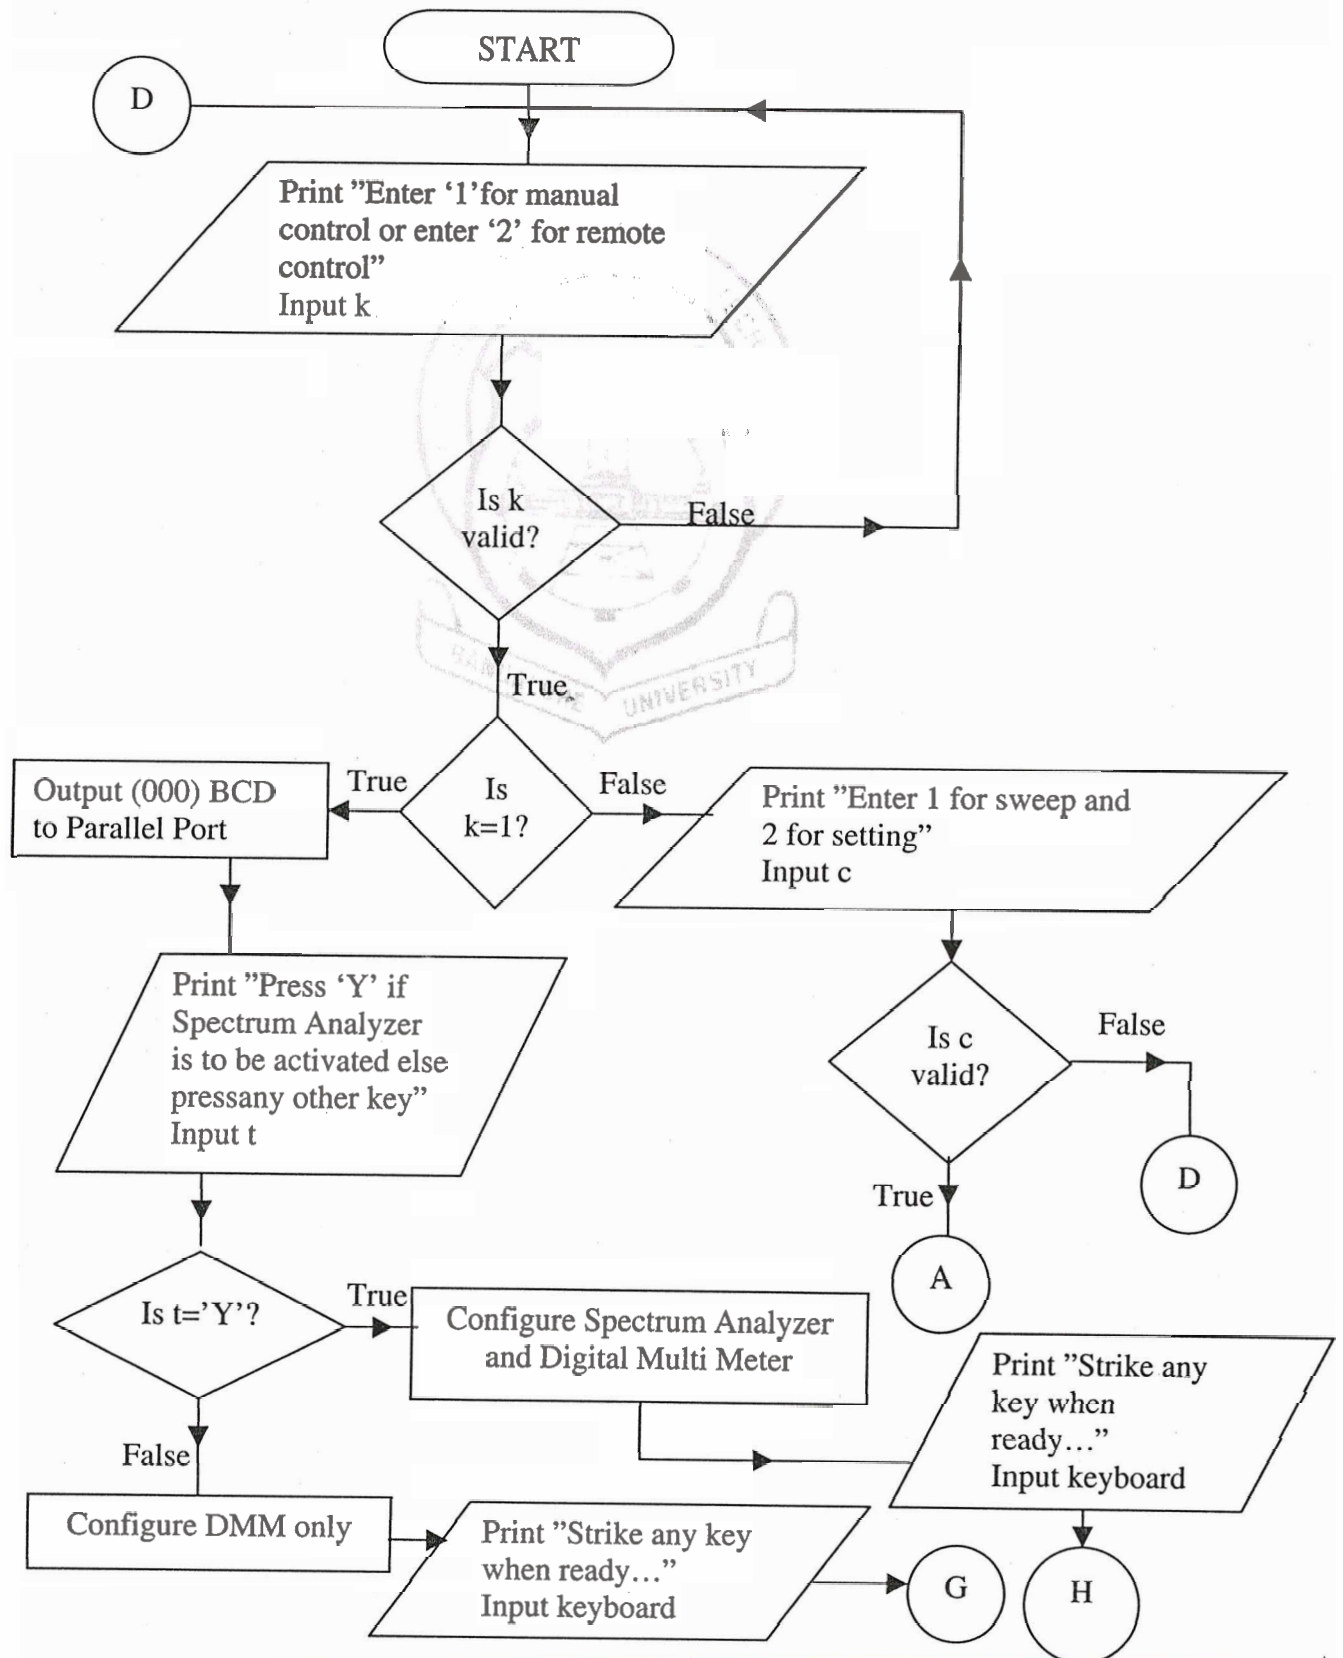 START
D
Print ”Enter ‘1’for manual
control or enter ‘2’ for remote
control”
Input k
Is k
valid?
False
True
UNIVERSITY
Output (000) BCD
to Parallel Port
True
Is
k=1?
False
Print ”Enter 1 for sweep and
2 for setting”
Input c
Print ”Press ‘Y’ if
Spectrum Analyzer
is to be activated else
pressany other key”
Input t
Is c
valid?
False
D
True
A
Is t=’Y’?
True
Configure Spectrum Analyzer
and Digital Multi Meter
Print ”Strike any
key when
ready…”
Input keyboard
False
Configure DMM only
Print ”Strike any key
when ready…”
Input keyboard
G
H